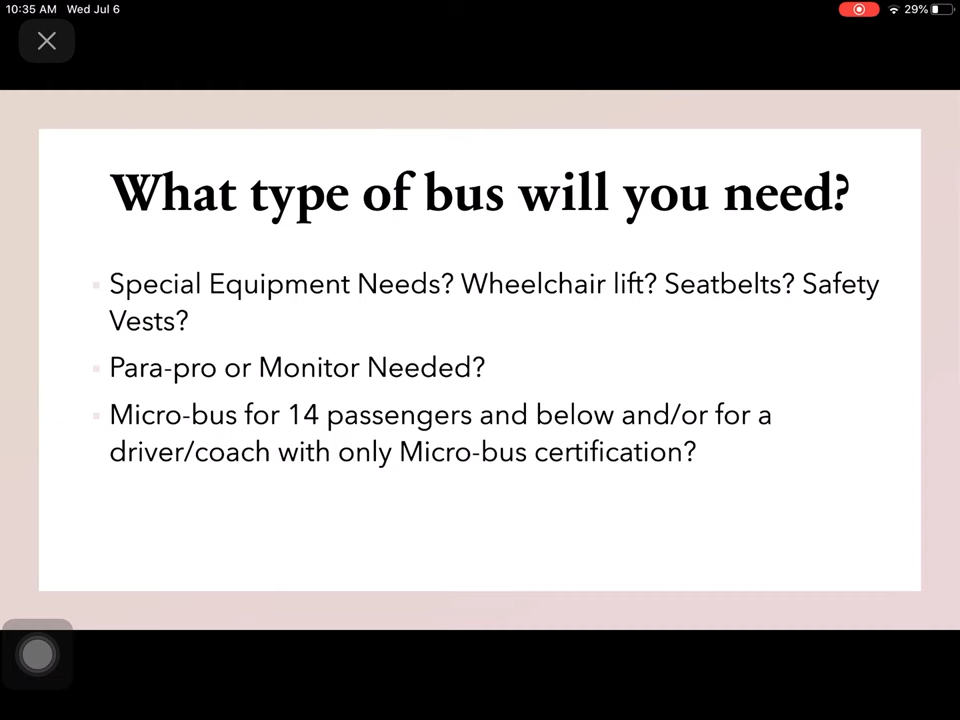 10:35 AM Wed Jul 6
29%
What type of bus will you need?
Special Equipment Needs? Wheelchair lift? Seatbelts? Safety
Vests?
Para-pro or Monitor Needed?
Micro-bus for 14 passengers and below and/or for a
driver/coach with only Micro-bus certification?